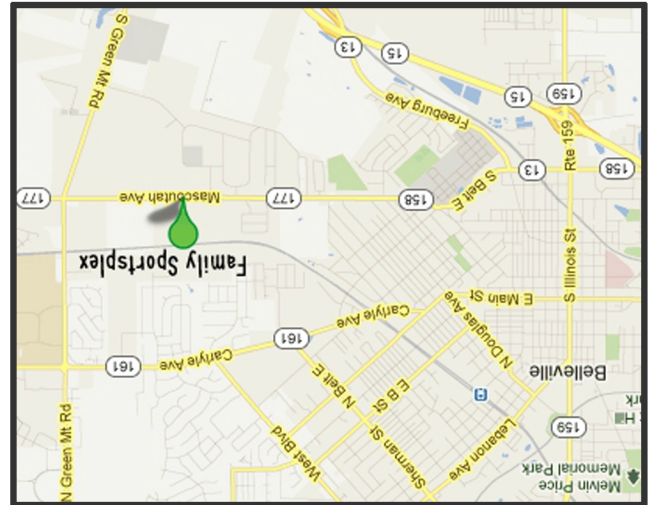 Melvin Price
Memorial Park
159
Lebanon Ave
Sherman St
West Blvd
N Green Mt Rd
Belleville
N Douglas Ave
E B St
N Belt E
161
Carlyle Ave
161
E Main St
Carlyle Ave
S Illinois St
Family Sportsplex
158
177
Mascoutah Ave
177
158
13
S Belt E
Rte 159
Freeburg Ave
159
15
15
13
S Green Mt Rd